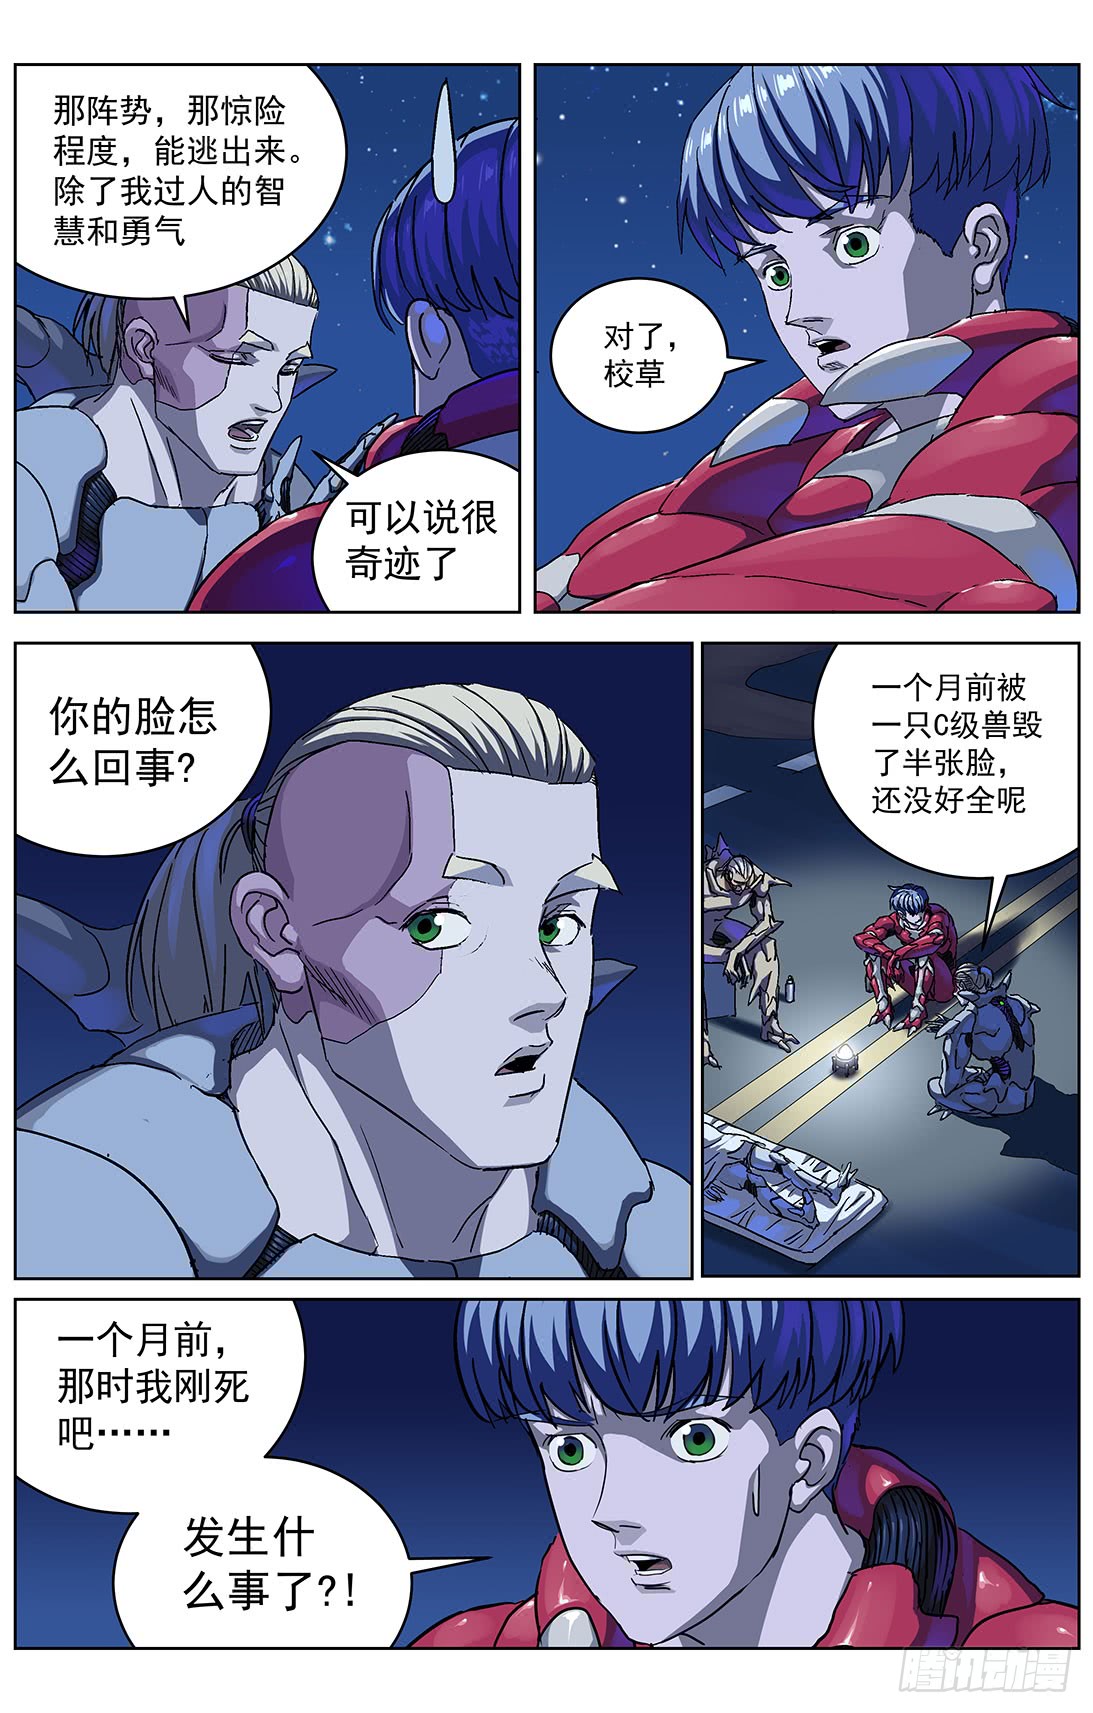 那阵势，那惊险
程度，能逃出来。
除了我过人的智
慧和勇气
可以说很
奇迹了
对了，
校草
你的脸怎
么回事?
一个月前被
一只C级兽毁
了半张脸，
还没好全呢
一个月前，
那时我刚死
吧……
发生什
么事了?!
腾讯动漫